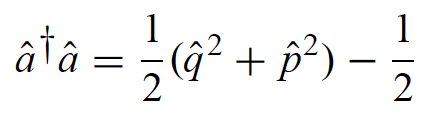 â†â = 1/2(q̂² + p̂²) − 1/2